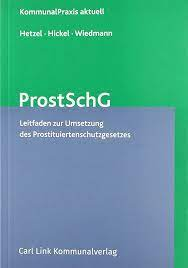 KommunalPraxis aktuell
Hetzel · Hickel · Wiedmann
ProstSchG
Leitfaden zur Umsetzung
des Prostituiertenschutzgesetzes
Carl Link Kommunalverlag